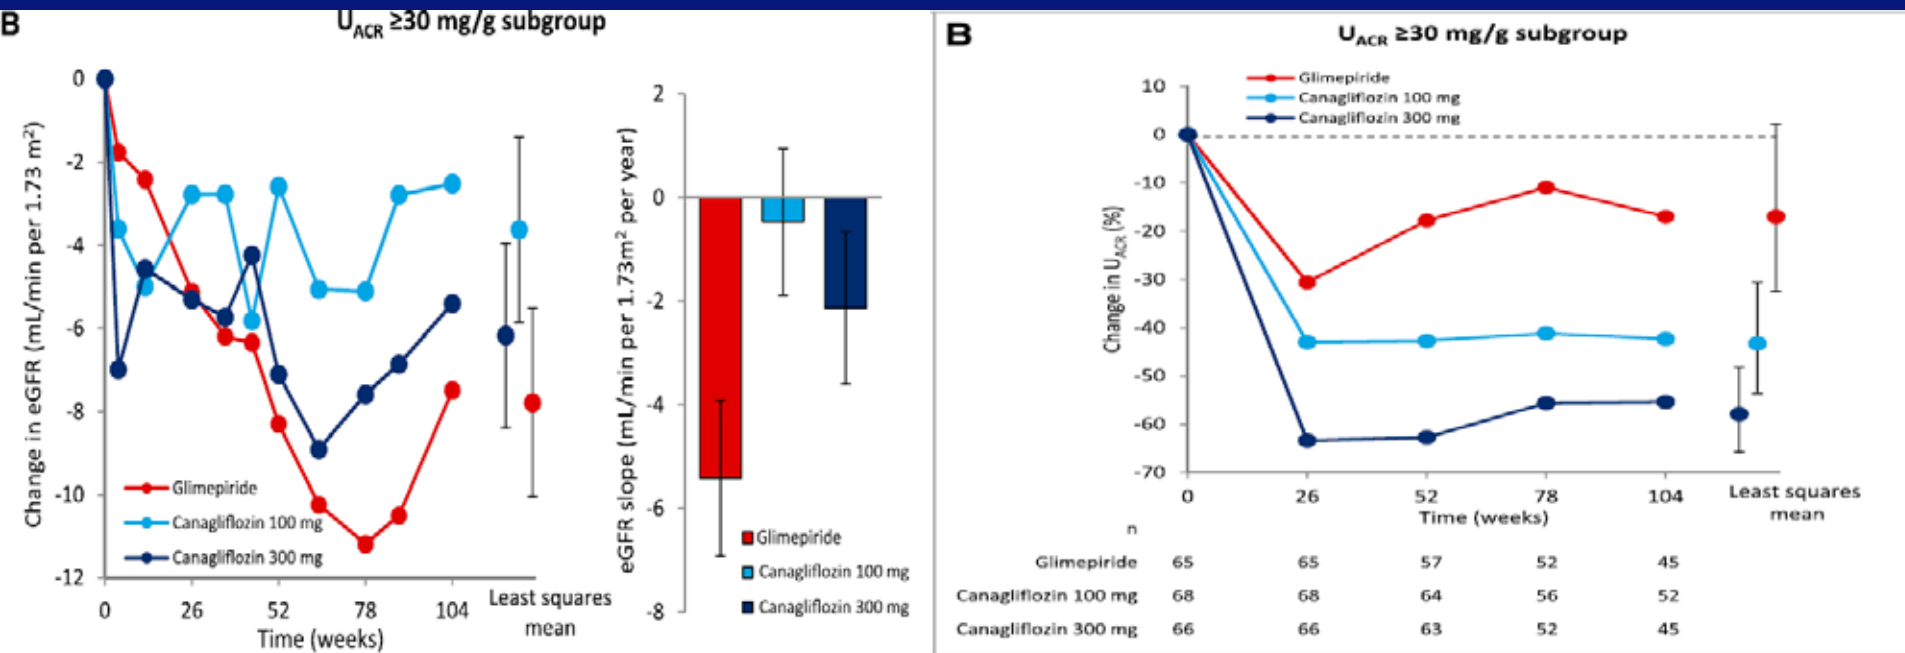 B
U_ACR ≥30 mg/g subgroup
Change in eGFR (mL/min per 1.73 m²)
0
-2
-4
-6
-8
-10
-12
Glimepiride
Canagliflozin 100 mg
Canagliflozin 300 mg
0 26 52 78 104
Least squares
mean
Time (weeks)
eGFR slope (mL/min per 1.73m² per year)
2
0
-2
-4
-6
-8
Glimepiride
Canagliflozin 100 mg
Canagliflozin 300 mg
B
U_ACR ≥30 mg/g subgroup
Glimepiride
Canagliflozin 100 mg
Canagliflozin 300 mg
Change in U_ACR (%)
10
0
-10
-20
-30
-40
-50
-60
-70
0 26 52 78 104
Least squares
mean
Time (weeks)
n
Glimepiride 65 65 57 52 45
Canagliflozin 100 mg 68 68 64 56 52
Canagliflozin 300 mg 66 66 63 52 45